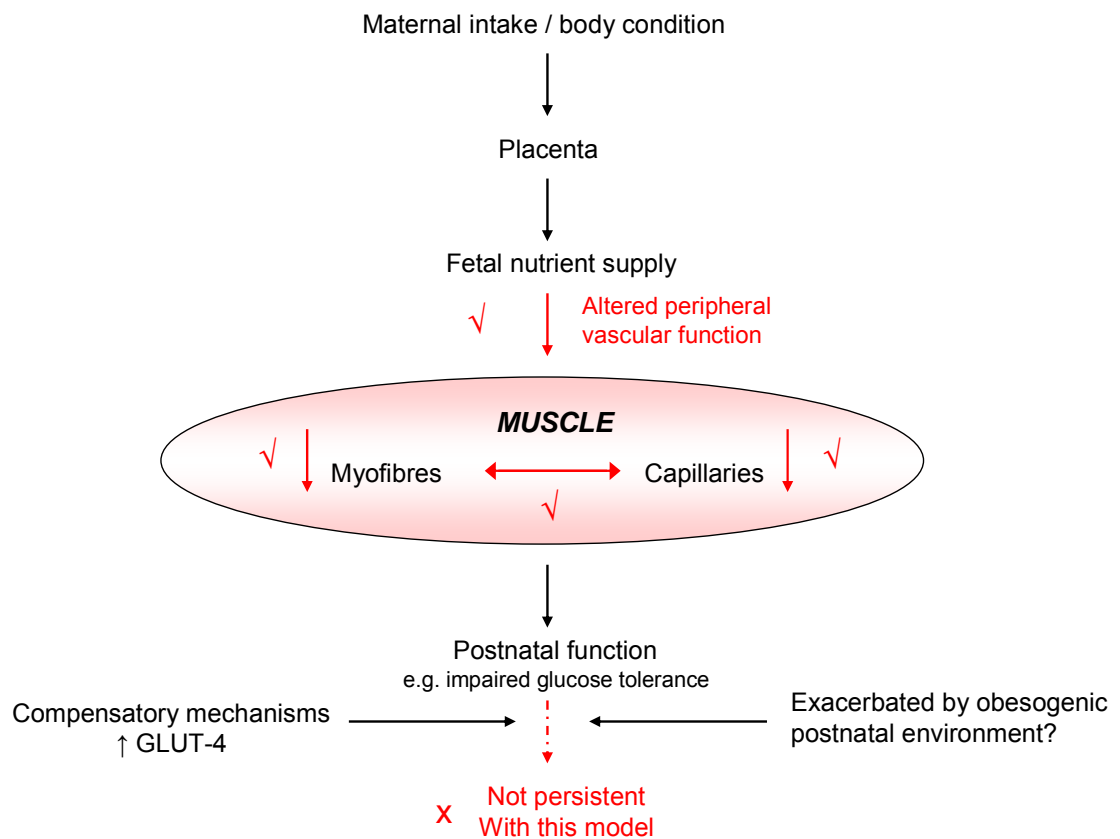 Maternal intake / body condition
Placenta
Fetal nutrient supply
√
Altered peripheral
vascular function
MUSCLE
√
Myofibres
Capillaries
√
√
Postnatal function
e.g. impaired glucose tolerance
Compensatory mechanisms
↑ GLUT-4
Exacerbated by obesogenic
postnatal environment?
x
Not persistent
With this model